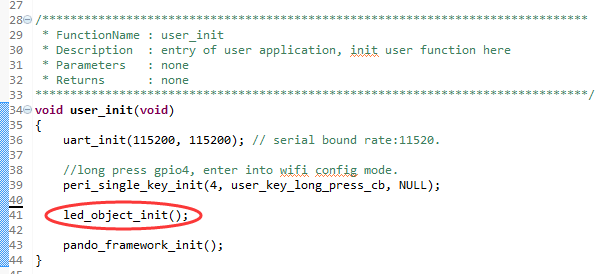 27
28 /******************************************************************************
29  * FunctionName : user_init
30  * Description  : entry of user application, init user function here
31  * Parameters   : none
32  * Returns      : none
33 *******************************************************************************/
34 void user_init(void)
35 {
36     uart_init(115200, 115200); // serial bound rate:11520.
37
38     //long press gpio4, enter into wifi config mode.
39     peri_single_key_init(4, user_key_long_press_cb, NULL);
40
41     led_object_init();
42
43     pando_framework_init();
44 }
45